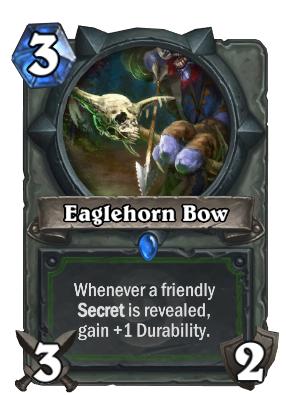 3
Eaglehorn Bow
Whenever a friendly
Secret is revealed,
gain +1 Durability.
3 2